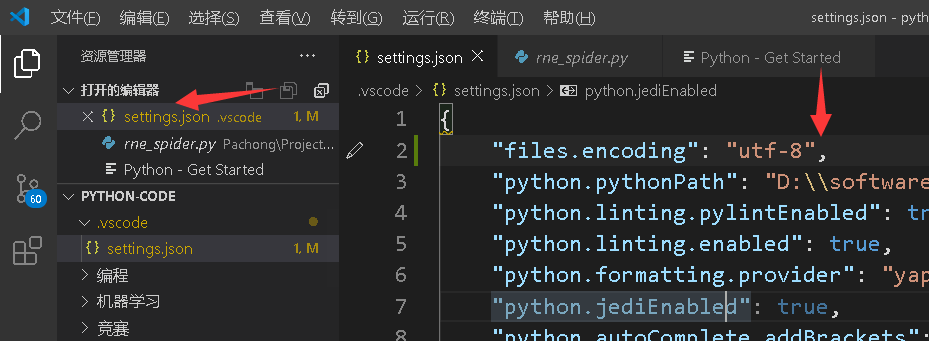 文件(F) 编辑(E) 选择(S) 查看(V) 转到(G) 运行(R) 终端(T) 帮助(H) settings.json - pyth
资源管理器 ···
打开的编辑器
settings.json .vscode 1, M
rne_spider.py Pachong\Project...
Python - Get Started
PYTHON-CODE
.vscode
settings.json 1, M
编程
机器学习
竞赛
60
settings.json rne_spider.py Python - Get Started
.vscode > {} settings.json > python.jediEnabled
1 {
2 "files.encoding": "utf-8",
3 "python.pythonPath": "D:\\software
4 "python.linting.pylintEnabled": tr
5 "python.linting.enabled": true,
6 "python.formatting.provider": "yap
7 "python.jediEnabled": true,
8 "python.autoComplete.addBrackets":